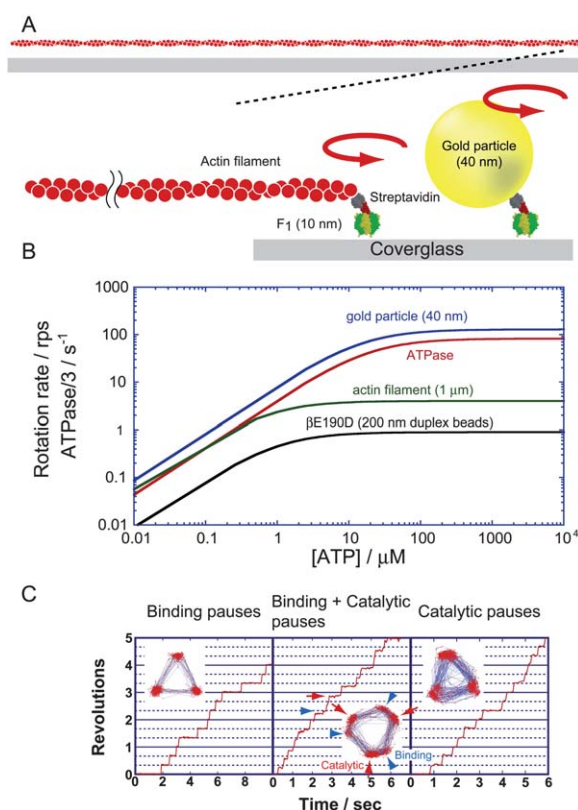 A
Actin filament
Gold particle
(40 nm)
Streptavidin
F1 (10 nm)
Coverglass
B
Rotation rate / rps
ATPase/3 / s-1
1000
100
10
1
0.1
0.01
gold particle (40 nm)
ATPase
actin filament (1 μm)
βE190D (200 nm duplex beads)
0.01
0.1
1
10
100
1000
10^4
[ATP] / μM
C
Binding pauses
Binding + Catalytic
pauses
Catalytic pauses
Revolutions
5
4
3
2
1
0
Catalytic
Binding
0 2 4 6 8
0 1 2 3 4 5 6
0 1 2 3 4 5 6
Time / sec